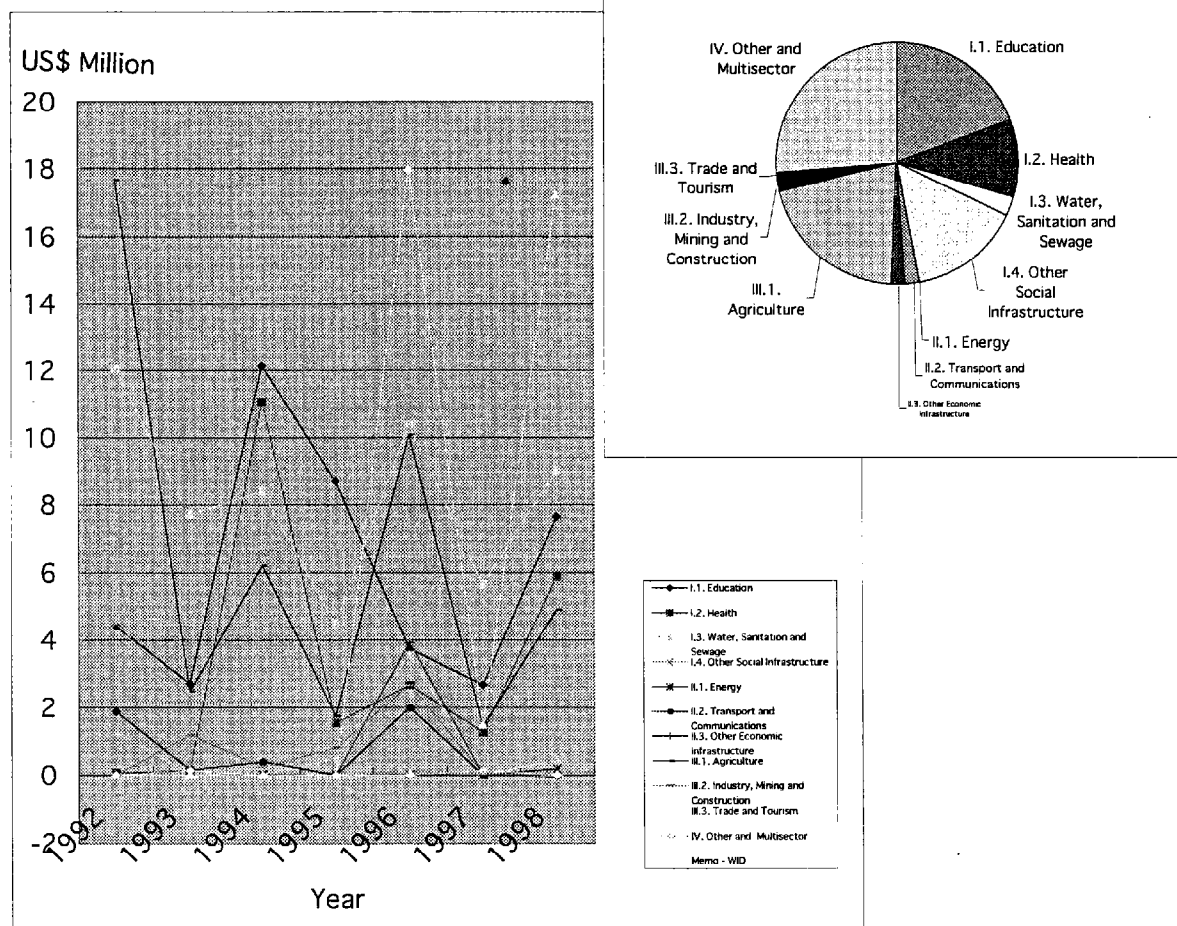 US$ Million
20
18
16
14
12
10
8
6
4
2
0
-2
1992
1993
1994
1995
1996
1997
1998
Year
IV. Other and
Multisector
I.1. Education
I.2. Health
I.3. Water,
Sanitation and
Sewage
I.4. Other
Social
Infrastructure
II.1. Energy
II.2. Transport and
Communications
II.3. Other Economic
Infrastructure
III.1.
Agriculture
III.2. Industry,
Mining and
Construction
III.3. Trade and
Tourism
I.1. Education
I.2. Health
I.3. Water, Sanitation and
Sewage
I.4. Other Social Infrastructure
II.1. Energy
II.2. Transport and
Communications
II.3. Other Economic
Infrastructure
III.1. Agriculture
III.2. Industry, Mining and
Construction
III.3. Trade and Tourism
IV. Other and Multisector
Memo - WID